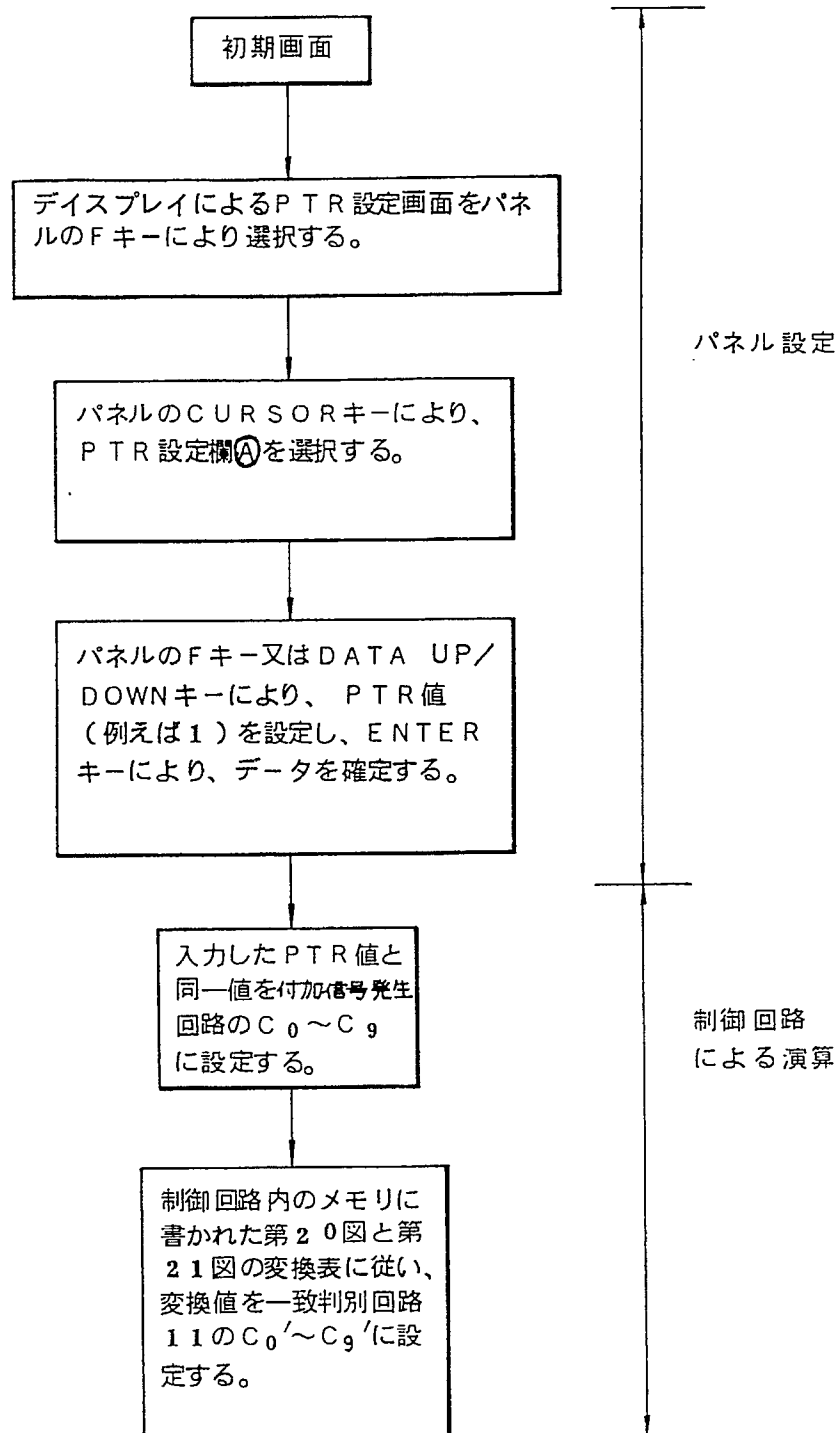 初期画面
デイスプレイによるPTR設定画面をパネ
ルのFキーにより選択する。
パネルのCURSORキーにより、
PTR設定欄Ⓐを選択する。
パネル設定
パネルのFキー又はDATA UP/
DOWNキーにより、PTR値
(例えば1)を設定し、ENTER
キーにより、データを確定する。
入力したPTR値と
同一値を付加信号発生
回路のC₀~C₉
に設定する。
制御回路
による演算
制御回路内のメモリに
書かれた第20図と第
21図の変換表に従い、
変換値を一致判別回路
11のC₀′~C₉′に設
定する。